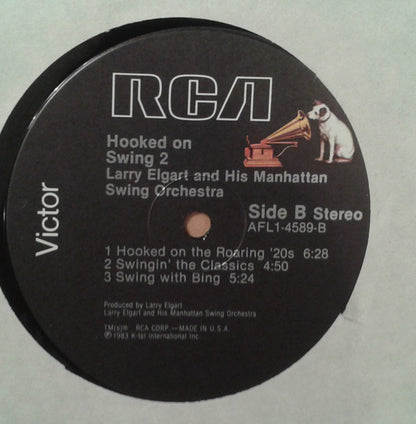 RCA
Hooked on
Swing 2
Larry Elgart and His Manhattan
Swing Orchestra
Victor
Side B Stereo
AFL1-4589-B
1 Hooked on the Roaring '20s 6:28
2 Swingin' the Classics 4:50
3 Swing with Bing 5:24
Produced by Larry Elgart
Larry Elgart and His Manhattan Swing Orchestra
TM(s)® RCA CORP.—MADE IN U.S.A.
℗1983 K-tel International Inc